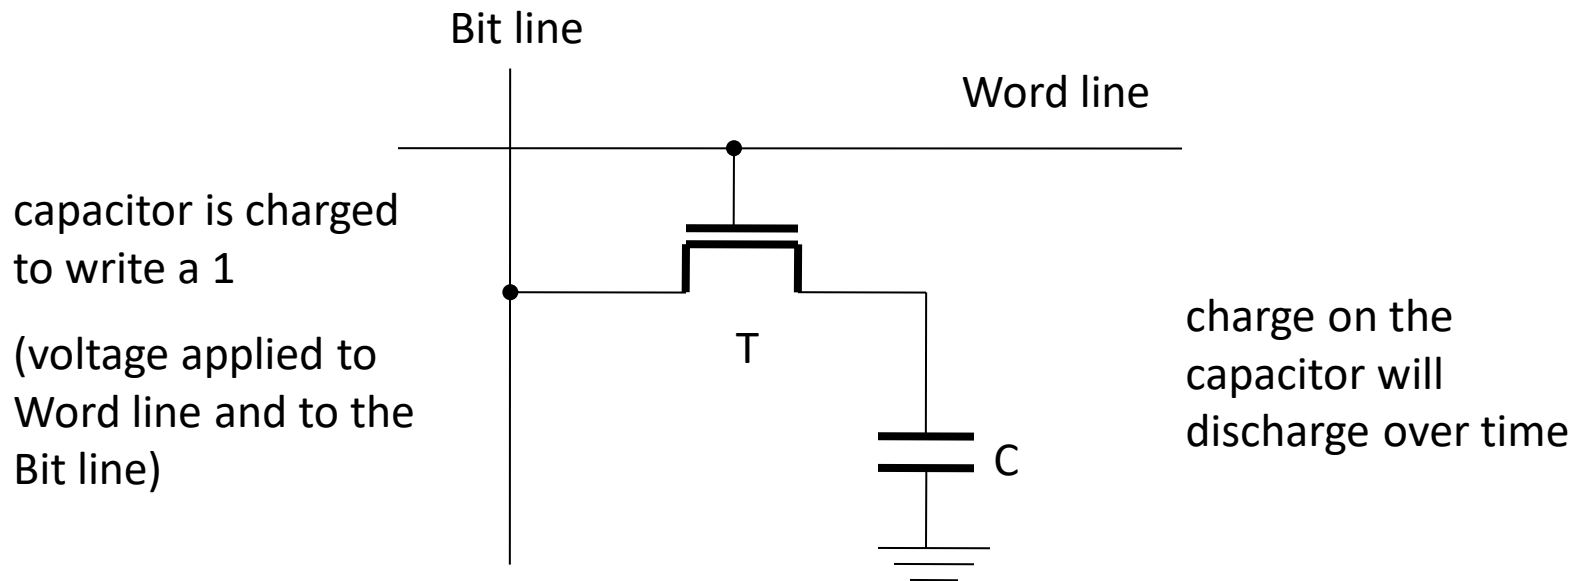 Bit line
Word line
capacitor is charged
to write a 1
(voltage applied to
Word line and to the
Bit line)
T
C
charge on the
capacitor will
discharge over time